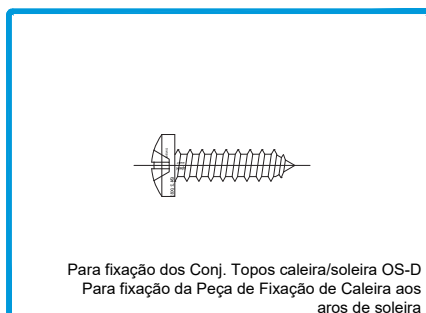 Para fixação dos Conj. Topos caleira/soleira OS-D
Para fixação da Peça de Fixação de Caleira aos
aros de soleira